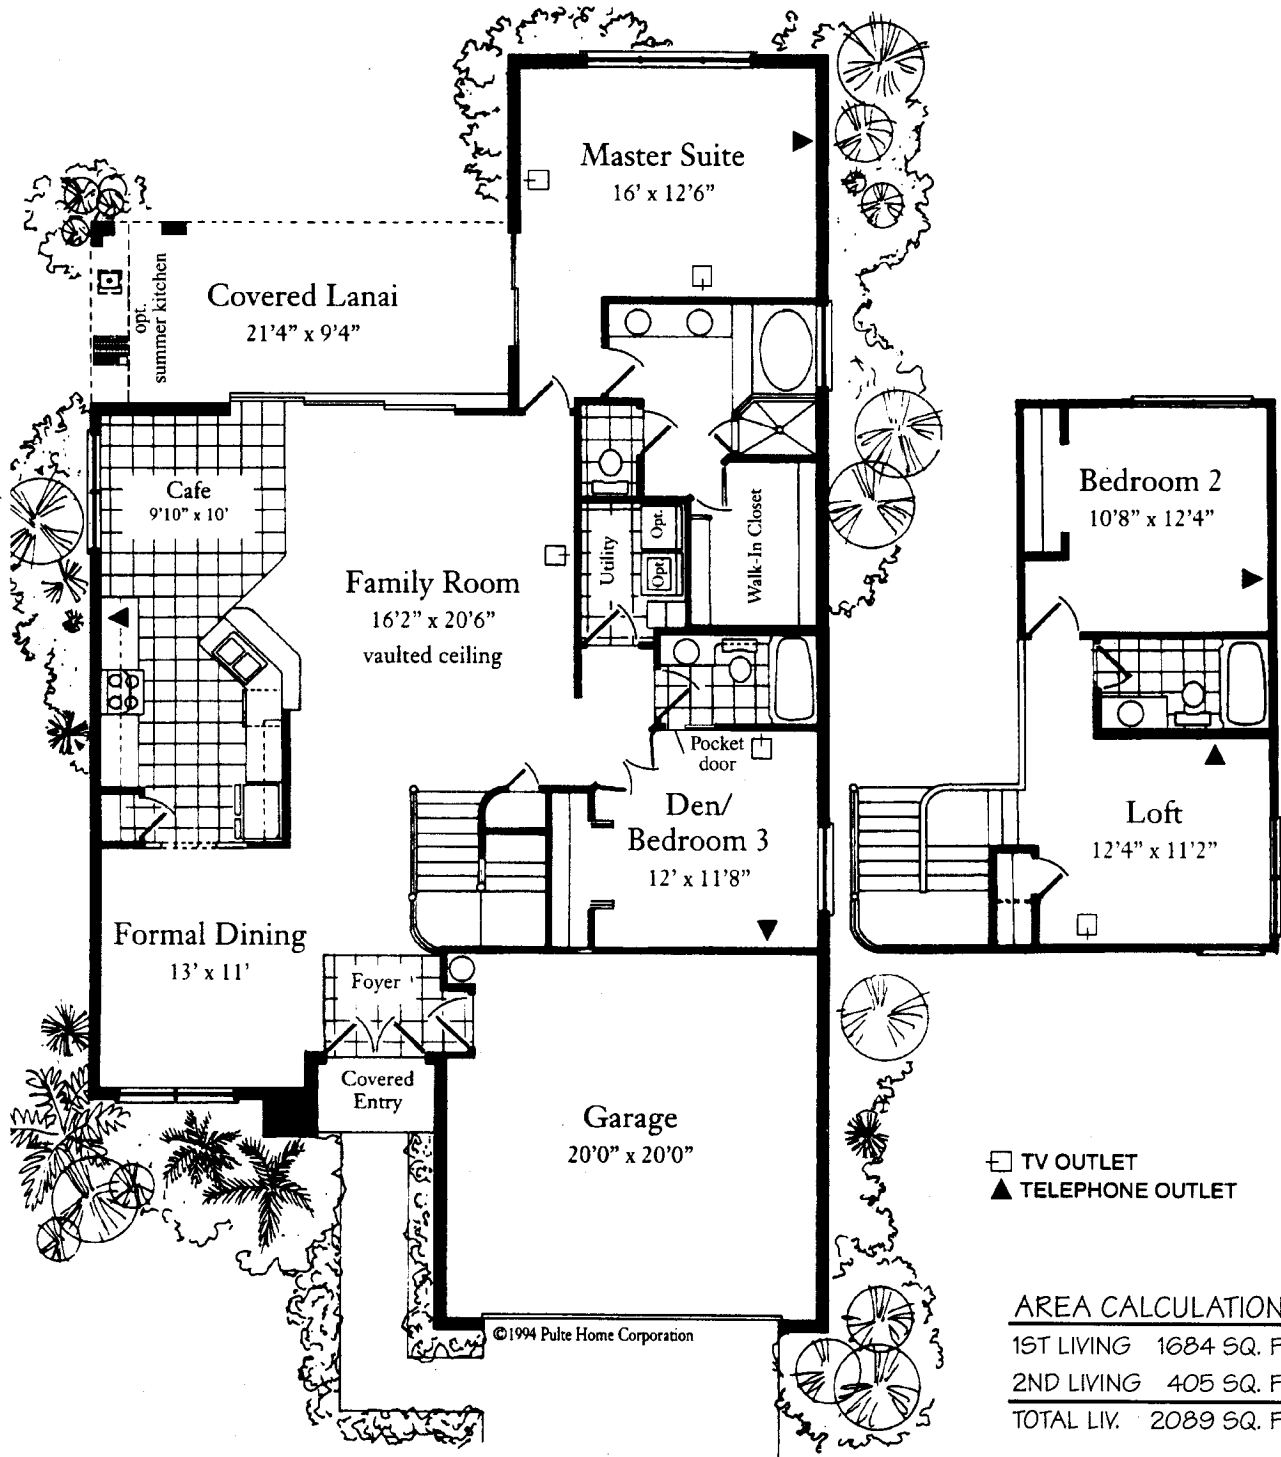 Master Suite
16' x 12'6”
Covered Lanai
21'4” x 9'4”
opt.
summer kitchen
Cafe
9'10” x 10'
Family Room
16'2” x 20'6”
vaulted ceiling
Utility
Opt.
Opt.
Walk-In Closet
Pocket
door
Den/
Bedroom 3
12' x 11'8”
Formal Dining
13' x 11'
Foyer
Covered
Entry
Garage
20'0” x 20'0”
©1994 Pulte Home Corporation
Bedroom 2
10'8” x 12'4”
Loft
12'4” x 11'2”
TV OUTLET
TELEPHONE OUTLET
AREA CALCULATION
1ST LIVING 1684 SQ. F
2ND LIVING 405 SQ. F
TOTAL LIV. 2089 SQ. F